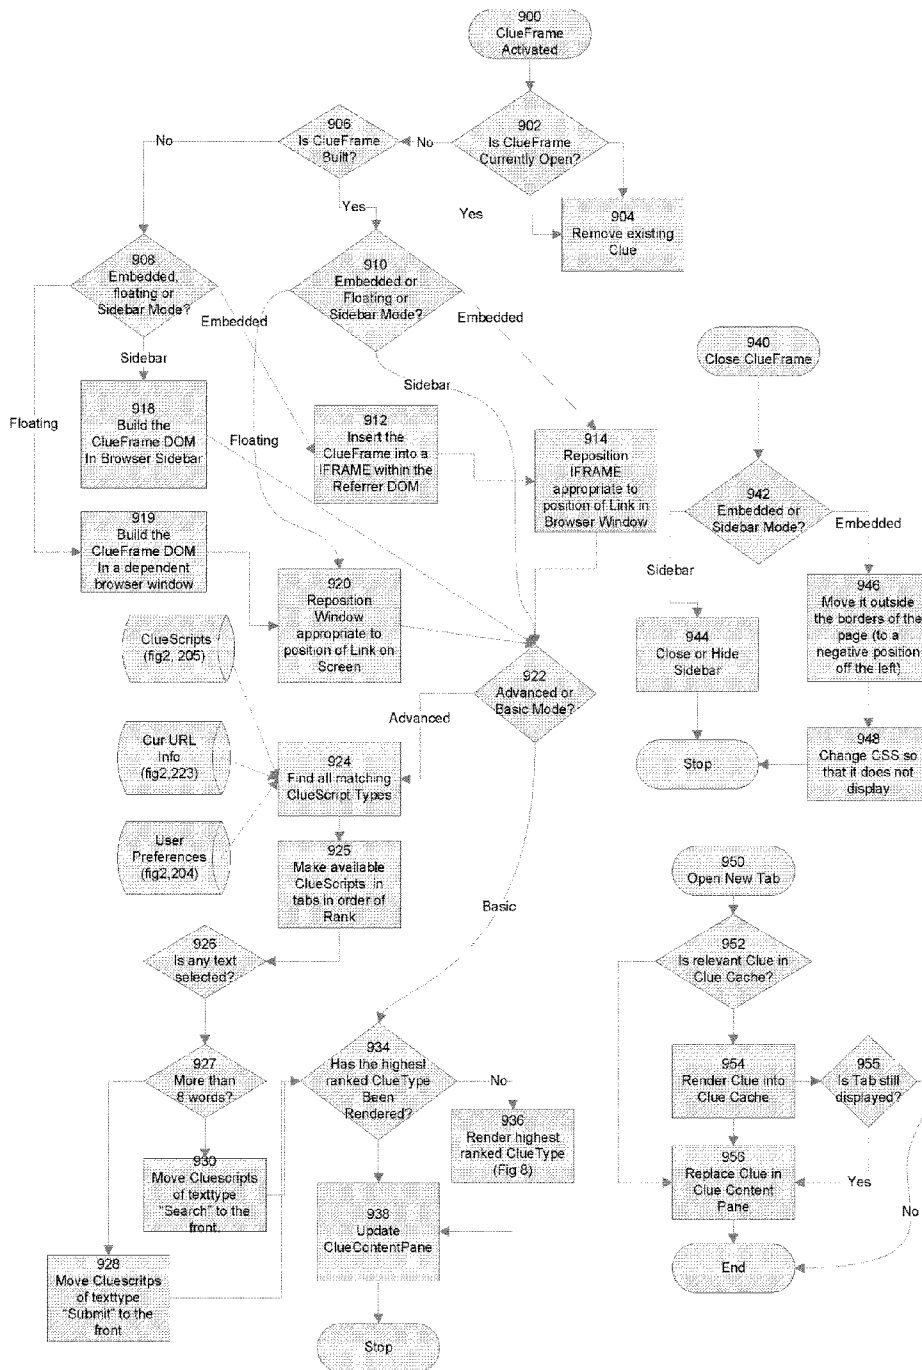 900
ClueFrame
Activated
906
Is ClueFrame
Built?
902
Is ClueFrame
Currently Open?
No
No
Yes
Yes
904
Remove existing
Clue
908
Embedded,
floating or
Sidebar Mode?
910
Embedded or
Floating or
Sidebar Mode?
Embedded
Embedded
Sidebar
Sidebar
Floating
Floating
940
Close ClueFrame
918
Build the
ClueFrame DOM
In Browser Sidebar
912
Insert the
ClueFrame into a
IFRAME within the
Referrer DOM
914
Reposition
IFRAME
appropriate to
position of Link in
Browser Window
942
Embedded or
Sidebar Mode?
Embedded
Sidebar
919
Build the
ClueFrame DOM
In a dependent
browser window
920
Reposition
Window
appropriate to
position of Link on
Screen
946
Move it outside
the borders of the
page (to a
negative position
off the left)
944
Close or Hide
Sidebar
ClueScripts
(fig2, 205)
922
Advanced or
Basic Mode?
Advanced
Cur URL
Info
(fig2,223)
924
Find all matching
ClueScript Types
Stop
948
Change CSS so
that it does not
display
User
Preferences
(fig2,204)
925
Make available
ClueScripts in
tabs in order of
Rank
Basic
950
Open New Tab
926
Is any text
selected?
952
Is relevant Clue in
Clue Cache?
927
More than
8 words?
934
Has the highest
ranked ClueType
Been
Rendered?
No
936
Render highest
ranked ClueType
(Fig 8)
954
Render Clue into
Clue Cache
955
Is Tab still
displayed?
930
Move Cluescripts
of texttype
"Search" to the
front.
956
Replace Clue in
Clue Content
Pane
Yes
No
938
Update
ClueContentPane
928
Move Cluescritps
of texttype
"Submit" to the
front
End
Stop